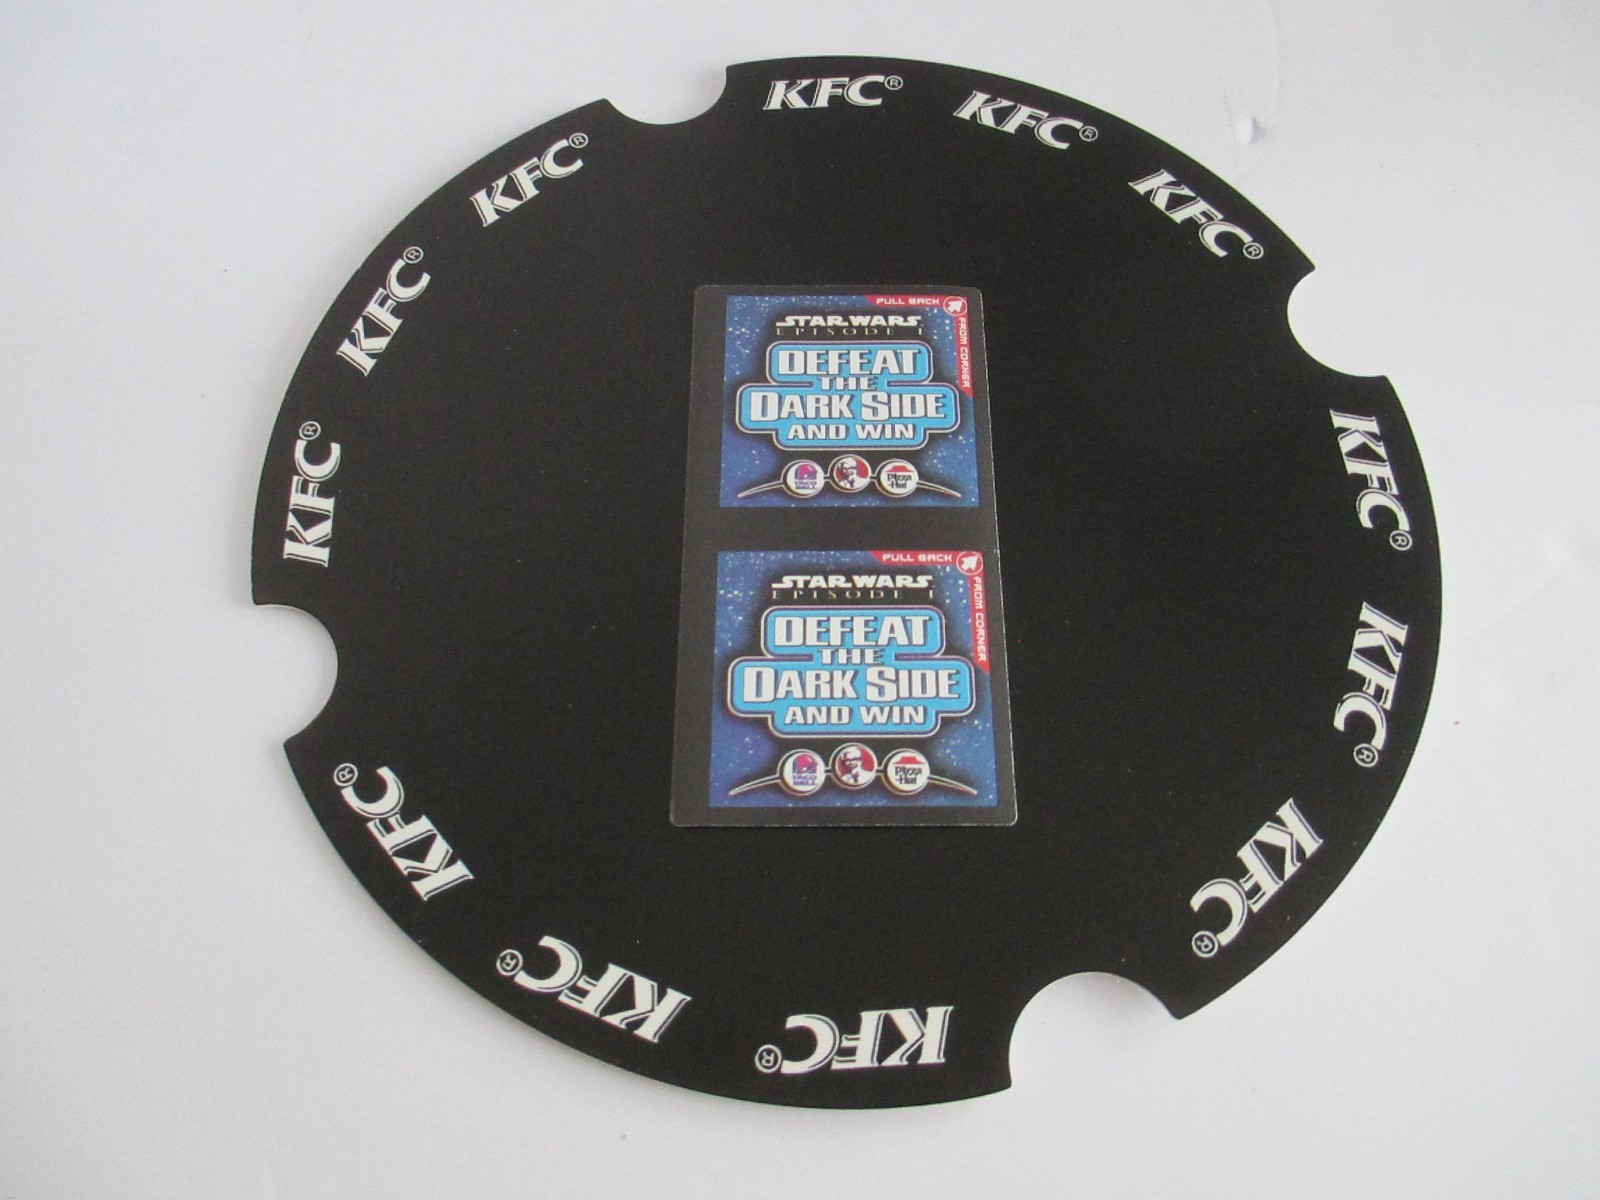 KFC®
KFC®
KFC®
KFC®
KFC®
KFC®
KFC®
KFC®
KFC®
KFC®
KFC®
KFC®
PULL BACK
FROM CORNER
STAR WARS
EPISODE I
DEFEAT
THE
DARK SIDE
AND WIN
TACO
BELL
Pizza
Hut
PULL BACK
FROM CORNER
STAR WARS
EPISODE I
DEFEAT
THE
DARK SIDE
AND WIN
TACO
BELL
Pizza
Hut